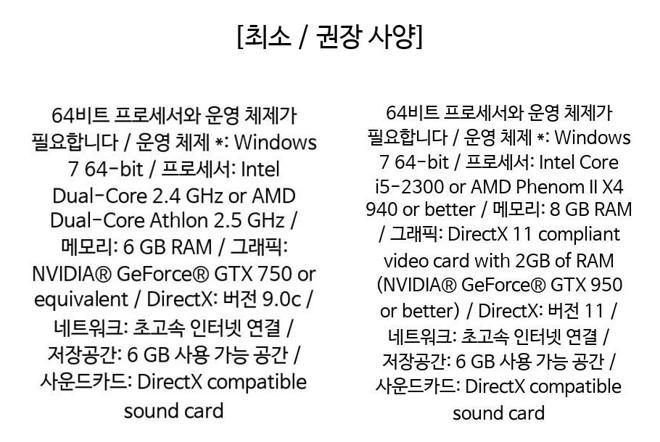 [최소 / 권장 사양]
64비트 프로세서와 운영 체제가
필요합니다 / 운영 체제 *: Windows
7 64-bit / 프로세서: Intel
Dual-Core 2.4 GHz or AMD
Dual-Core Athlon 2.5 GHz /
메모리: 6 GB RAM / 그래픽:
NVIDIA® GeForce® GTX 750 or
equivalent / DirectX: 버전 9.0c /
네트워크: 초고속 인터넷 연결 /
저장공간: 6 GB 사용 가능 공간 /
사운드카드: DirectX compatible
sound card
64비트 프로세서와 운영 체제가
필요합니다 / 운영 체제 *: Windows
7 64-bit / 프로세서: Intel Core
i5-2300 or AMD Phenom II X4
940 or better / 메모리: 8 GB RAM
/ 그래픽: DirectX 11 compliant
video card with 2GB of RAM
(NVIDIA® GeForce® GTX 950
or better) / DirectX: 버전 11 /
네트워크: 초고속 인터넷 연결 /
저장공간: 6 GB 사용 가능 공간 /
사운드카드: DirectX compatible
sound card